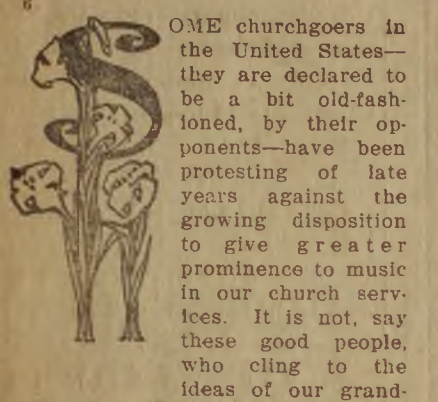 6
SOME churchgoers in
the United States—
they are declared to
be a bit old-fash-
ioned, by their op-
ponents—have been
protesting of late
years against the
growing disposition
to give greater
prominence to music
in our church serv-
ices. It is not, say
these good people,
who cling to the
ideas of our grand-